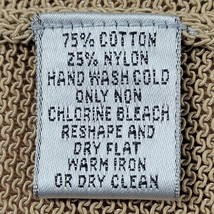 75% COTTON
25% NYLON
HAND WASH COLD
ONLY NON
CHLORINE BLEACH
RESHAPE AND
DRY FLAT
WARM IRON
OR DRY CLEAN